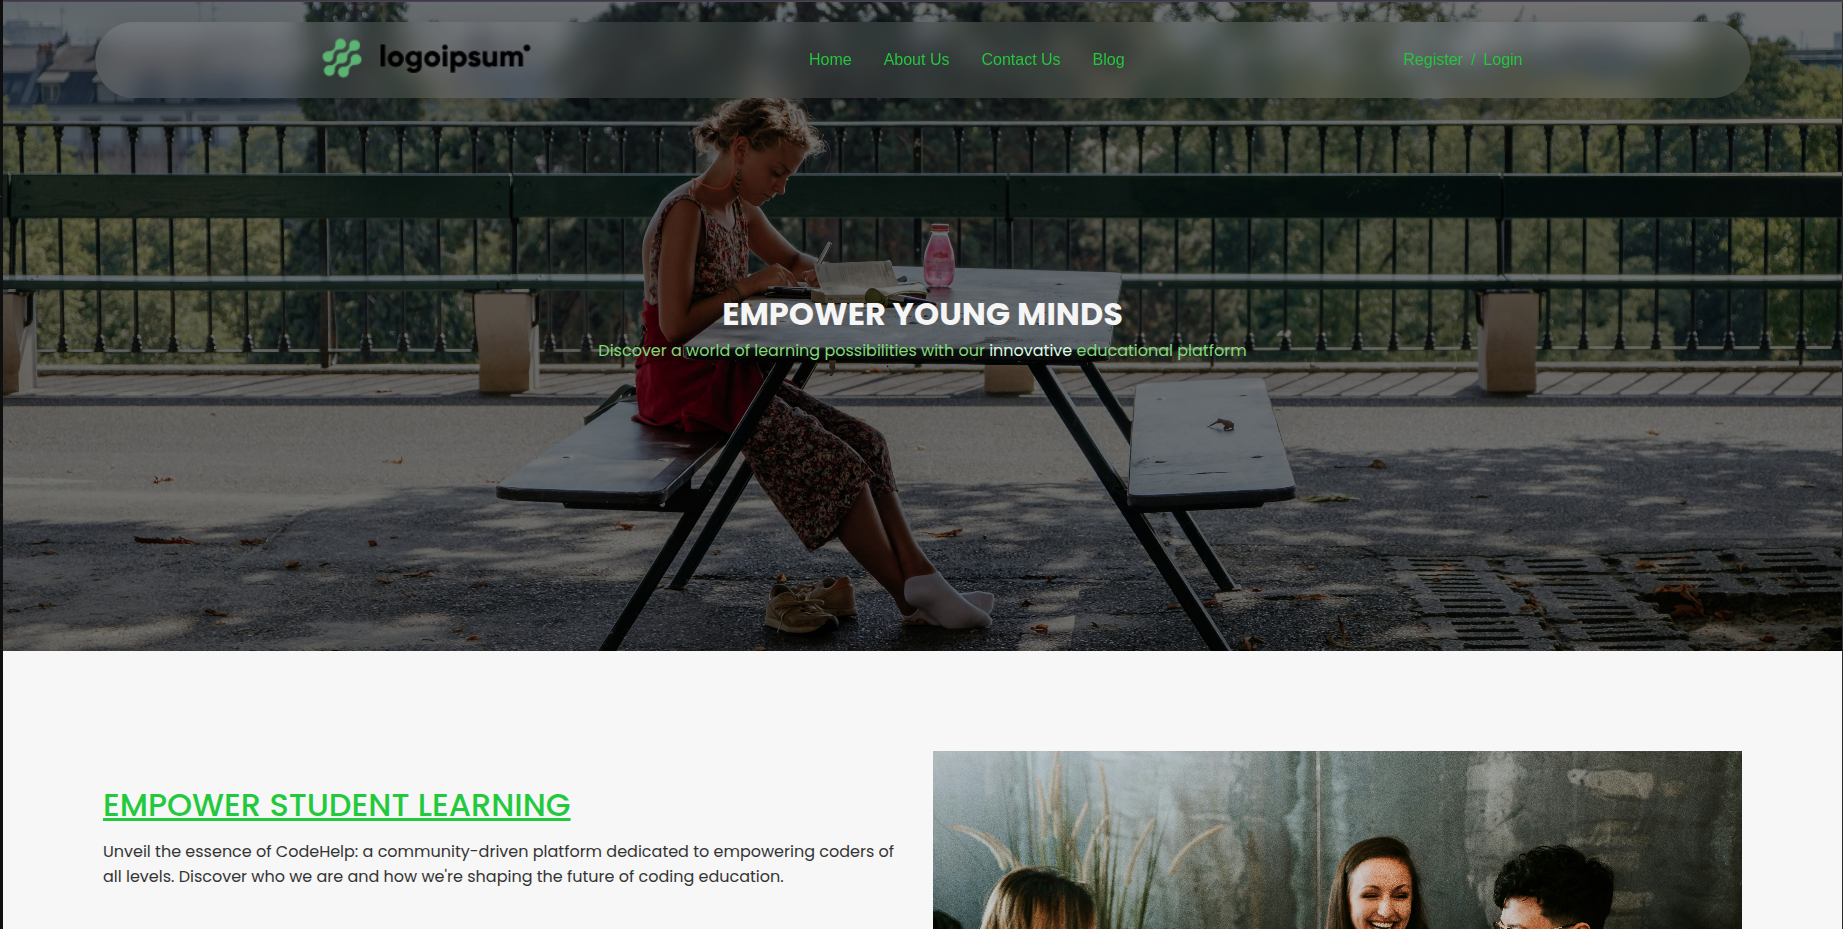 logoipsum
Home About Us Contact Us Blog
Register / Login
EMPOWER YOUNG MINDS
Discover a world of learning possibilities with our innovative educational platform
EMPOWER STUDENT LEARNING
Unveil the essence of CodeHelp: a community-driven platform dedicated to empowering coders of
all levels. Discover who we are and how we're shaping the future of coding education.